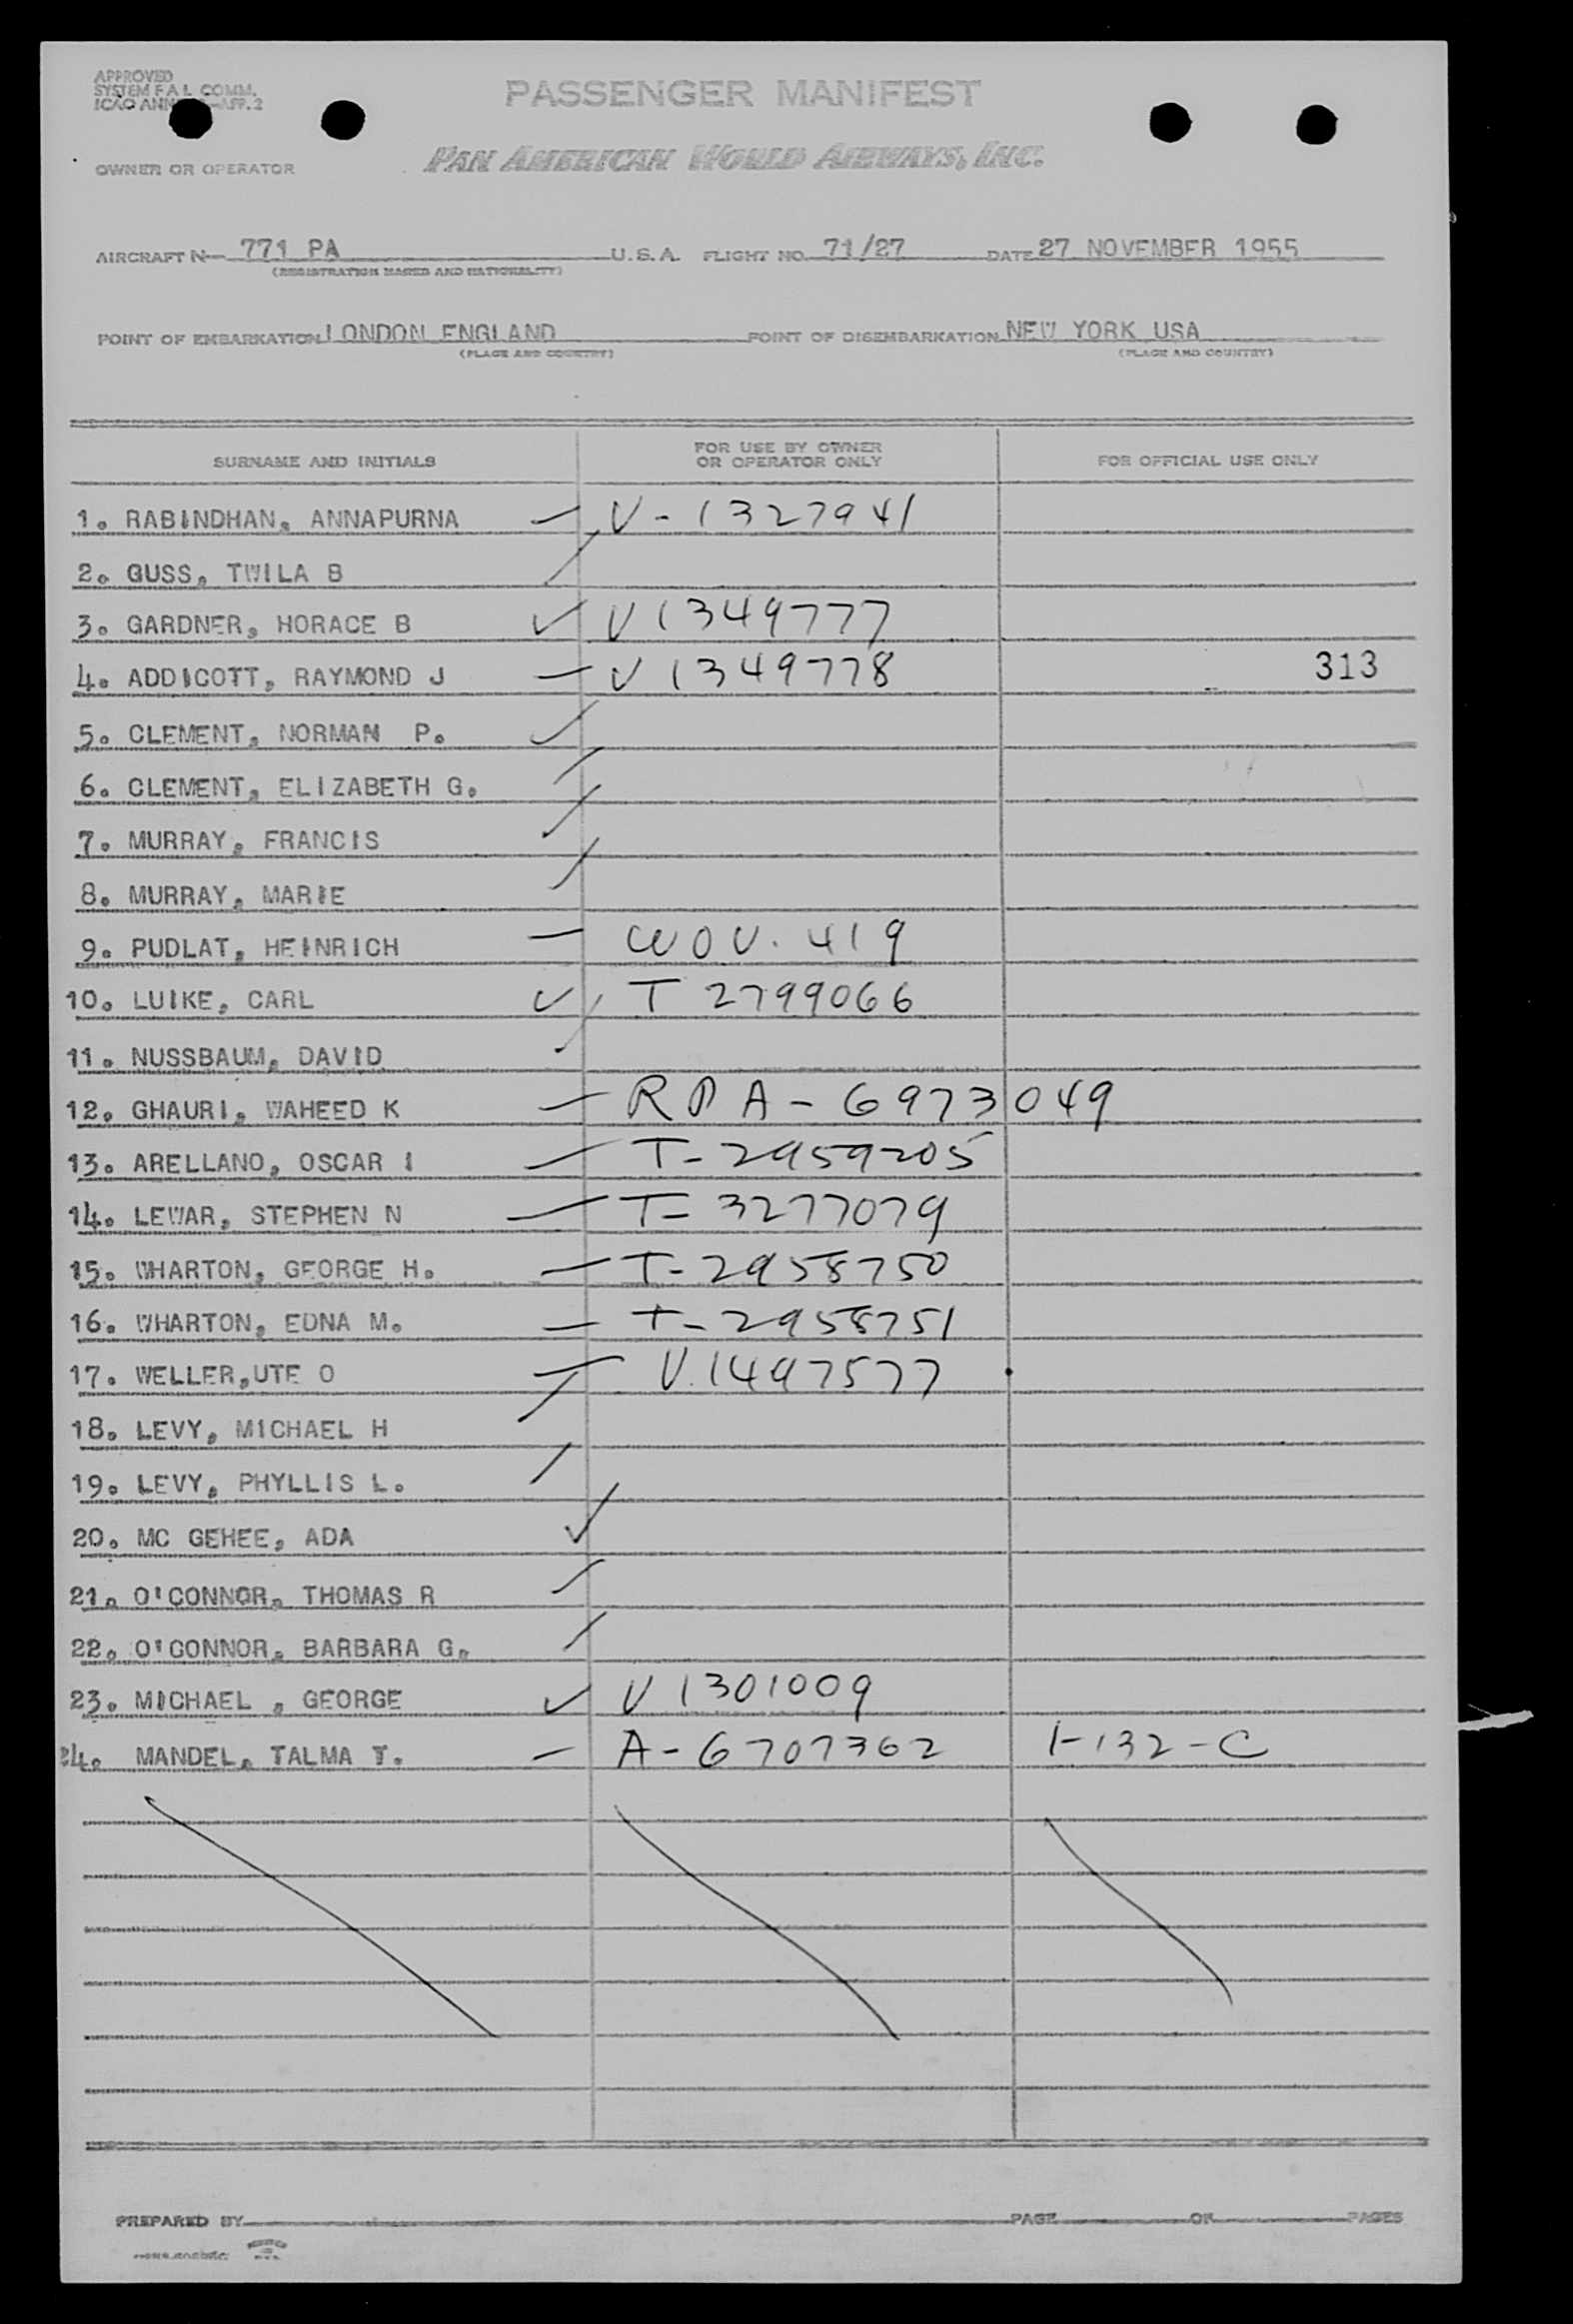 APPROVED
SYSTEM F A L COMM.
ICAO ANN 9-APP. 2
PASSENGER MANIFEST
OWNER OR OPERATOR PAN AMERICAN WORLD AIRWAYS, INC.
AIRCRAFT N- 771 PA U.S.A. FLIGHT NO. 71/27 DATE 27 NOVEMBER 1955
(REGISTRATION MARKS AND NATIONALITY)
POINT OF EMBARKATION LONDON ENGLAND POINT OF DISEMBARKATION NEW YORK USA
(PLACE AND COUNTRY) (PLACE AND COUNTRY)
SURNAME AND INITIALS FOR USE BY OWNER OR OPERATOR ONLY FOR OFFICIAL USE ONLY
1. RABINDHAN, ANNAPURNA V-1327941
2. GUSS, TWILA B
3. GARDNER, HORACE B V1349777
4. ADDICOTT, RAYMOND J V1349778 313
5. CLEMENT, NORMAN P.
6. CLEMENT, ELIZABETH G.
7. MURRAY, FRANCIS
8. MURRAY, MARIE
9. PUDLAT, HEINRICH WOV. 419
10. LUIKE, CARL T 2799066
11. NUSSBAUM, DAVID
12. GHAURI, WAHEED K RPA-6973049
13. ARELLANO, OSCAR I T-2959205
14. LEWAR, STEPHEN N T-3277079
15. WHARTON, GEORGE H. T-2958750
16. WHARTON, EDNA M. T-2958751
17. WELLER,UTE O V.1497577
18. LEVY, MICHAEL H
19. LEVY, PHYLLIS L.
20. MC GEHEE, ADA
21. O'CONNOR, THOMAS R
22. O'CONNOR, BARBARA G.
23. MICHAEL , GEORGE V 1301009
24. MANDEL, TALMA T. A-6707362 1-132-C
PREPARED BY PAGE OF PAGES